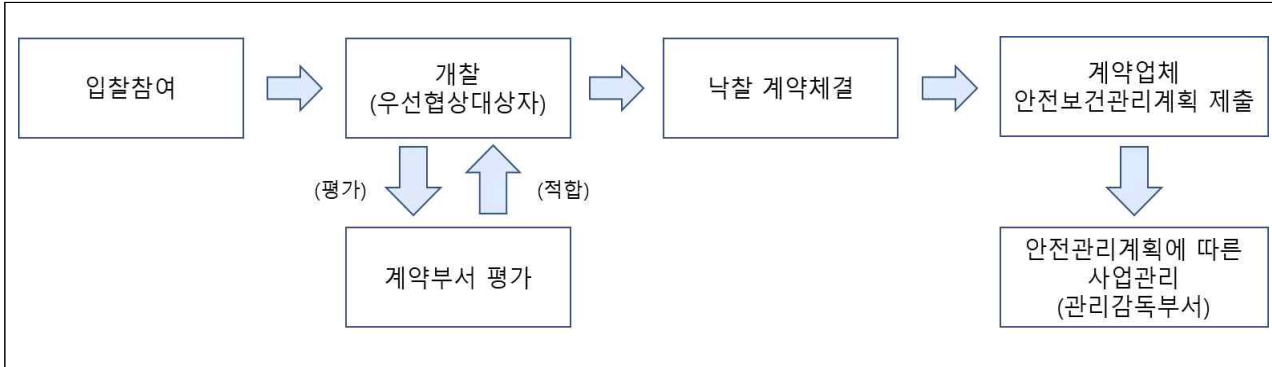 입찰참여
개찰
(우선협상대상자)
낙찰 계약체결
계약업체
안전보건관리계획 제출
(평가)
(적합)
계약부서 평가
안전관리계획에 따른
사업관리
(관리감독부서)